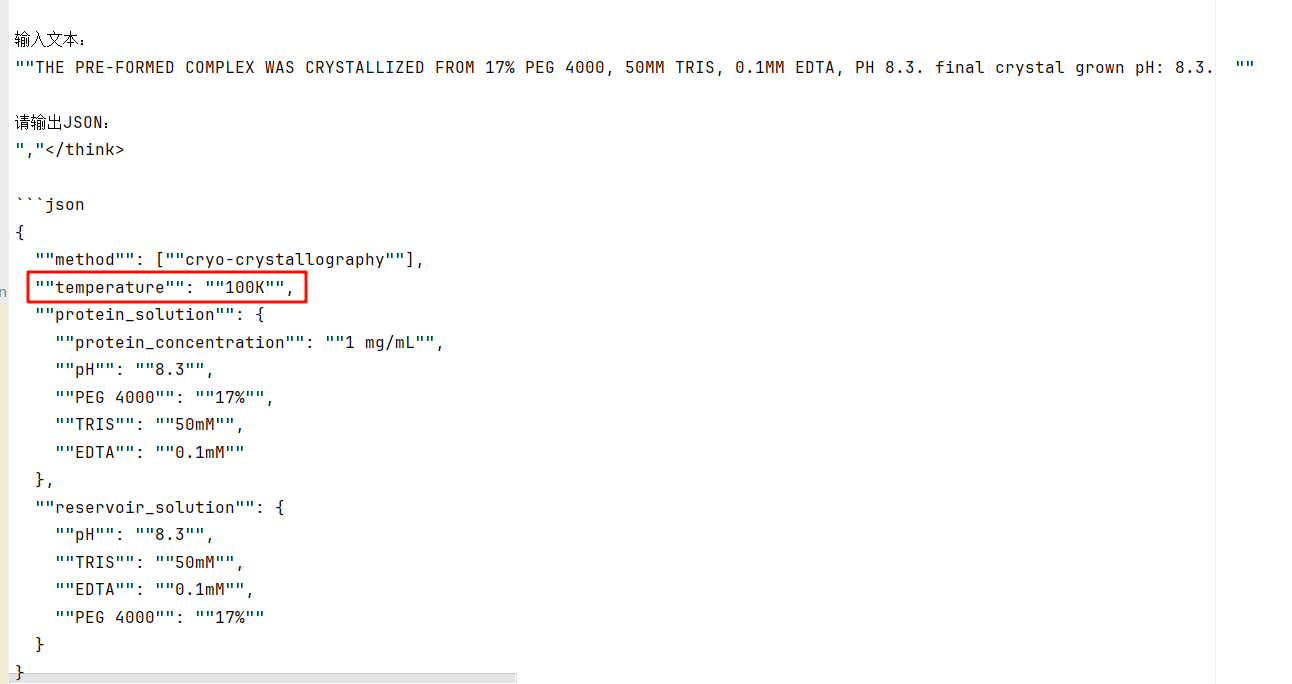 输入文本：
""THE PRE-FORMED COMPLEX WAS CRYSTALLIZED FROM 17% PEG 4000, 50MM TRIS, 0.1MM EDTA, PH 8.3. final crystal grown pH: 8.3.  ""
请输出JSON：
","</think>
```json
{
  ""method"": [""cryo-crystallography""],
  ""temperature"": ""100K"",
n
  ""protein_solution"": {
    ""protein_concentration"": ""1 mg/mL"",
    ""pH"": ""8.3"",
    ""PEG 4000"": ""17%"",
    ""TRIS"": ""50mM"",
    ""EDTA"": ""0.1mM""
  },
  ""reservoir_solution"": {
    ""pH"": ""8.3"",
    ""TRIS"": ""50mM"",
    ""EDTA"": ""0.1mM"",
    ""PEG 4000"": ""17%""
  }
}